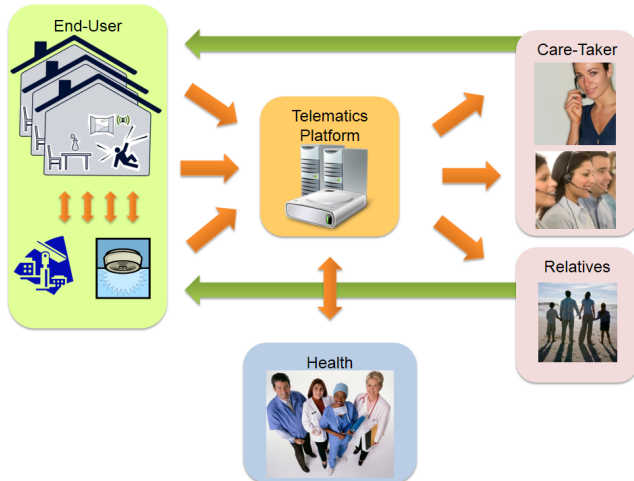 End-User
Care-Taker
Telematics
Platform
Relatives
Health